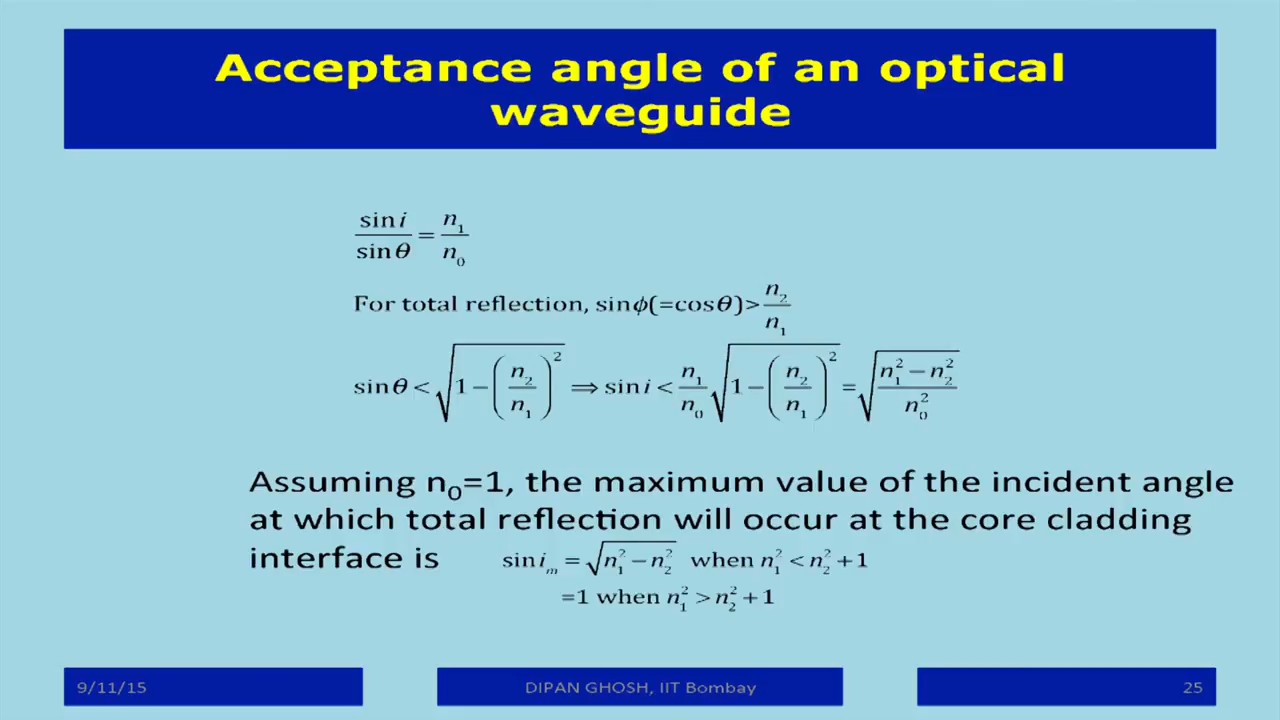 Acceptance angle of an optical
waveguide
sin i / sin θ = n₁ / n₀
For total reflection, sin ϕ(=cos θ)> n₂ / n₁
sin θ < √(1−(n₂/n₁)²) ⟹ sin i < n₁/n₀ √(1−(n₂/n₁)²) = √((n₁²−n₂²)/n₀²)
Assuming n₀=1, the maximum value of the incident angle
at which total reflection will occur at the core cladding
interface is sin iₘ = √(n₁²−n₂²) when n₁² < n₂² +1
=1 when n₁² > n₂² +1
9/11/15 DIPAN GHOSH, IIT Bombay 25